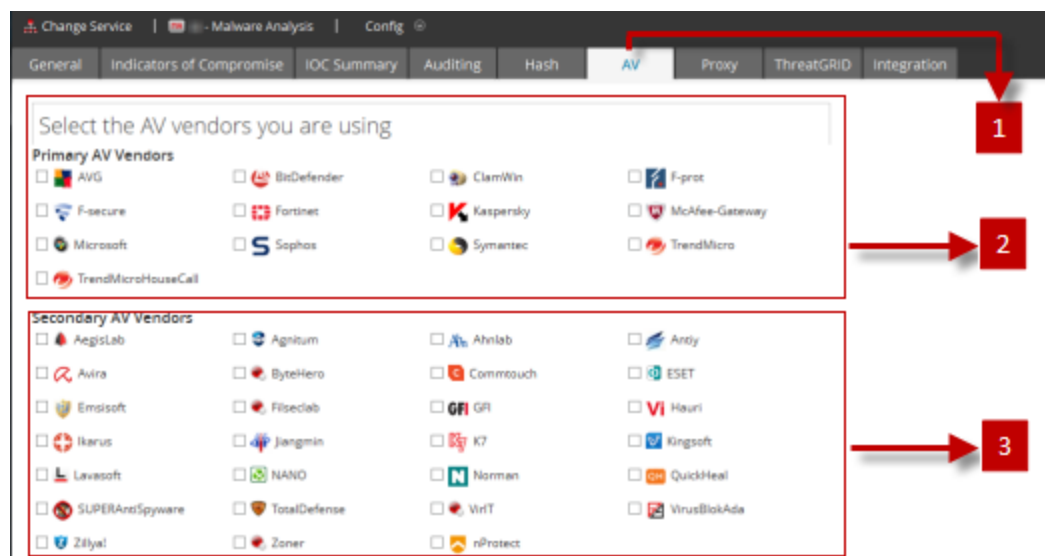 Change Service | - Malware Analysis | Config
General Indicators of Compromise IOC Summary Auditing Hash AV Proxy ThreatGRID Integration
1
Select the AV vendors you are using
Primary AV Vendors
AVG BitDefender ClamWin F-prot
F-secure Fortinet Kaspersky McAfee-Gateway
Microsoft Sophos Symantec TrendMicro
2
TrendMicroHouseCall
Secondary AV Vendors
AegisLab Agnitum Ahnlab Antiy
Avira ByteHero Commtouch ESET
Emsisoft Filseclab GFI GFI Hauri
Ikarus Jiangmin K7 Kingsoft
3
Lavasoft NANO Norman QuickHeal
SUPERAntiSpyware TotalDefense VirIT VirusBlokAda
Zillya! Zoner nProtect